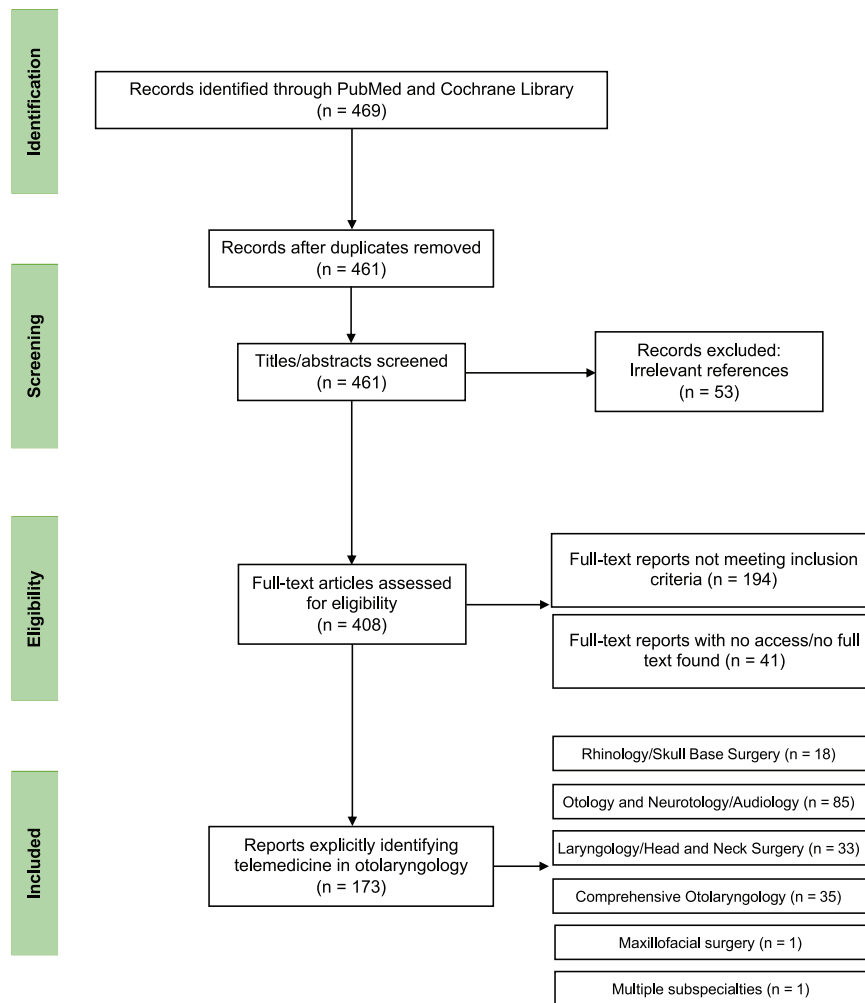 Identification
Records identified through PubMed and Cochrane Library
(n = 469)
Records after duplicates removed
(n = 461)
Screening
Titles/abstracts screened
(n = 461)
Records excluded:
Irrelevant references
(n = 53)
Eligibility
Full-text articles assessed
for eligibility
(n = 408)
Full-text reports not meeting inclusion
criteria (n = 194)
Full-text reports with no access/no full
text found (n = 41)
Included
Reports explicitly identifying
telemedicine in otolaryngology
(n = 173)
Rhinology/Skull Base Surgery (n = 18)
Otology and Neurotology/Audiology (n = 85)
Laryngology/Head and Neck Surgery (n = 33)
Comprehensive Otolaryngology (n = 35)
Maxillofacial surgery (n = 1)
Multiple subspecialties (n = 1)